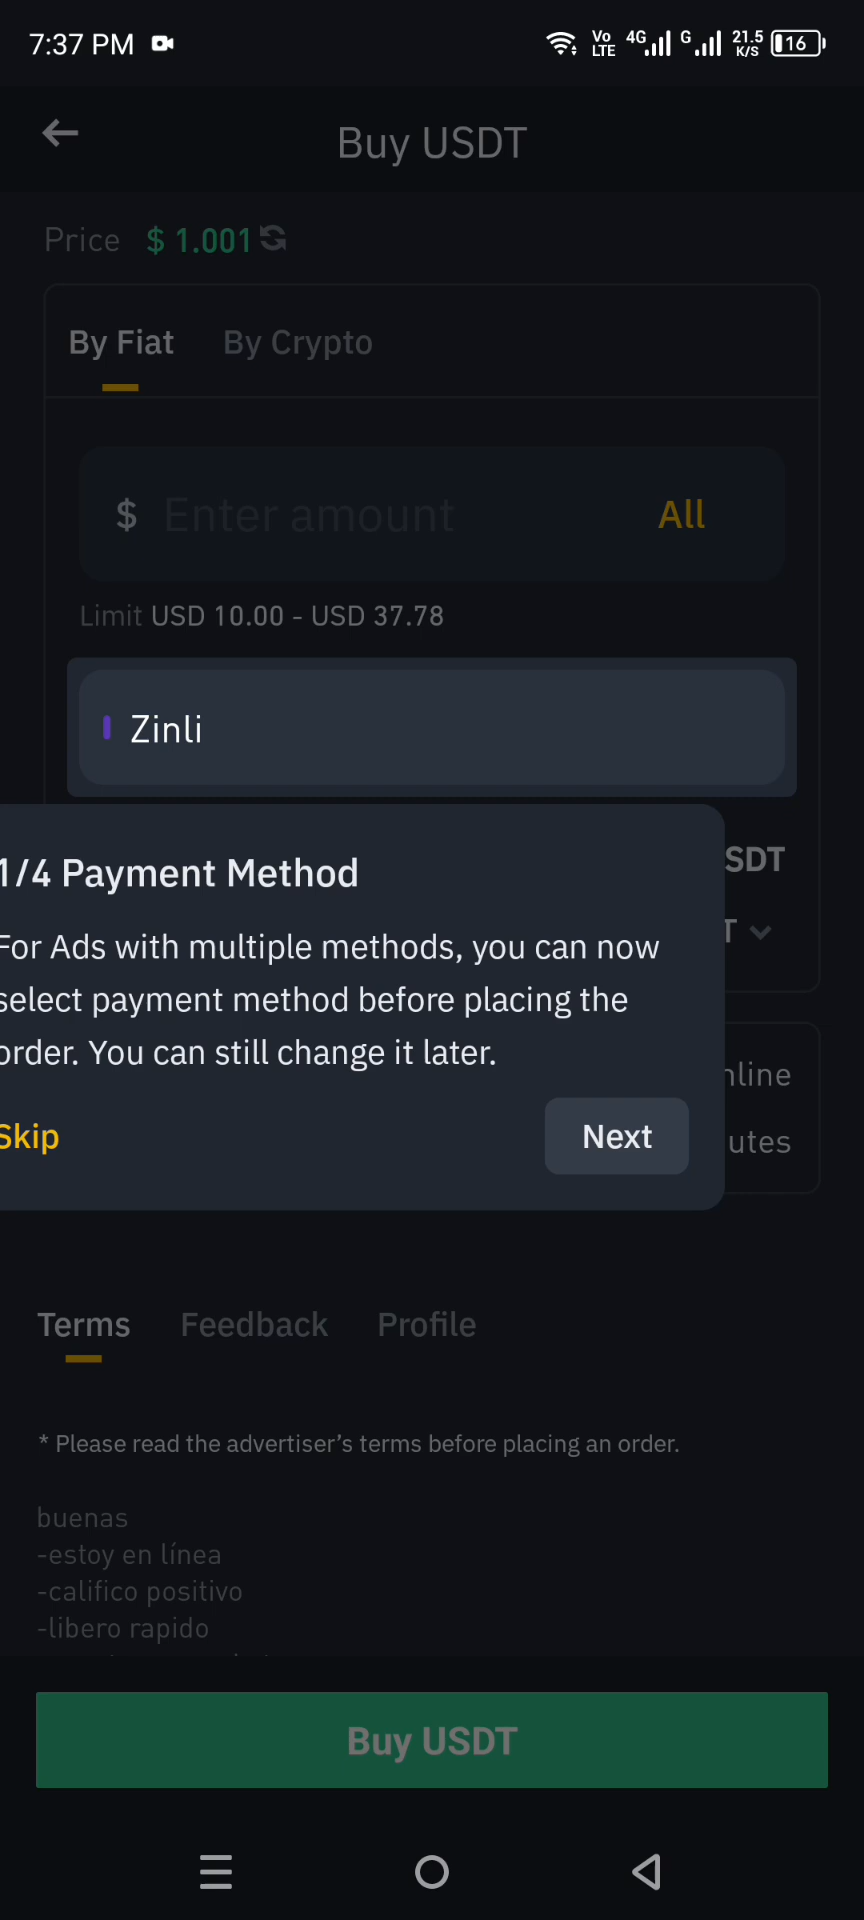 7:37 PM
Vo LTE 4G G 21.5 K/S 16
Buy USDT
Price $ 1.001
By Fiat By Crypto
$ Enter amount All
Limit USD 10.00 - USD 37.78
Zinli
SDT
1/4 Payment Method
T
For Ads with multiple methods, you can now
select payment method before placing the
order. You can still change it later.
nline
Skip Next
utes
Terms Feedback Profile
* Please read the advertiser's terms before placing an order.
buenas
-estoy en línea
-califico positivo
-libero rapido
Buy USDT